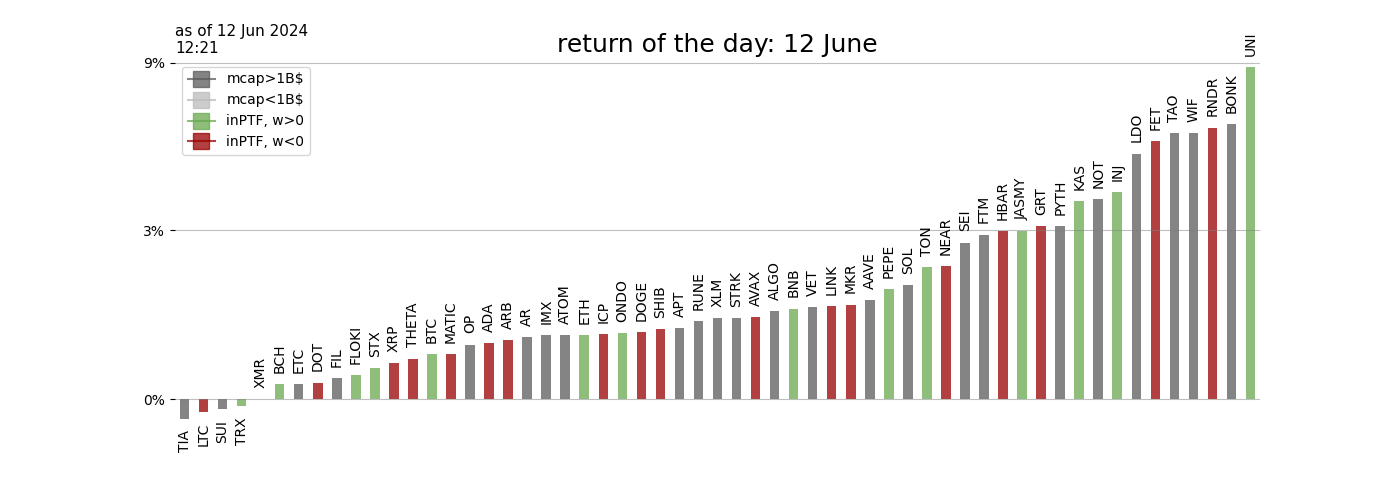 as of 12 Jun 2024
12:21
return of the day: 12 June
9%
3%
0%
mcap>1B$
mcap<1B$
inPTF, w>0
inPTF, w<0
TIA
LTC
SUI
TRX
XMR
BCH
ETC
DOT
FIL
FLOKI
STX
XRP
THETA
BTC
MATIC
OP
ADA
ARB
AR
IMX
ATOM
ETH
ICP
ONDO
DOGE
SHIB
APT
RUNE
XLM
STRK
AVAX
ALGO
BNB
VET
LINK
MKR
AAVE
PEPE
SOL
TON
NEAR
SEI
FTM
HBAR
JASMY
GRT
PYTH
KAS
NOT
INJ
LDO
FET
TAO
WIF
RNDR
BONK
UNI